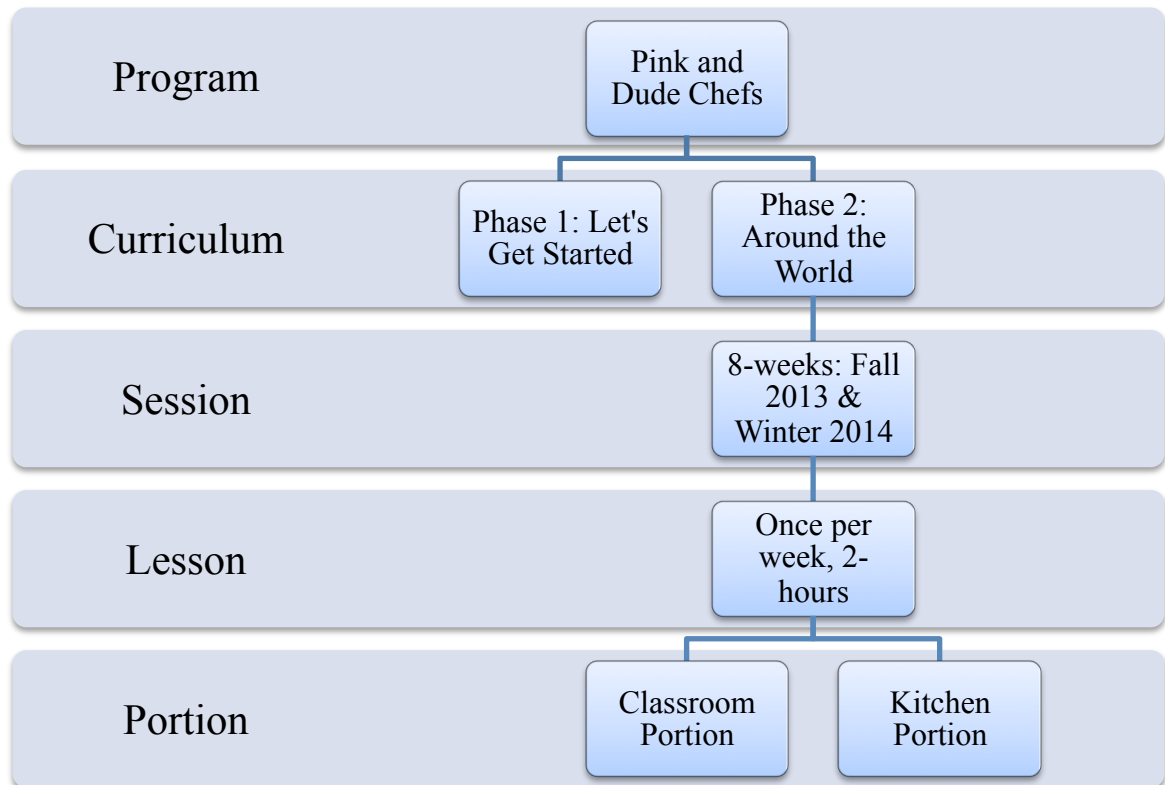 Program
Pink and
Dude Chefs
Curriculum
Phase 1: Let's
Get Started
Phase 2:
Around the
World
Session
8-weeks: Fall
2013 &
Winter 2014
Lesson
Once per
week, 2-
hours
Portion
Classroom
Portion
Kitchen
Portion